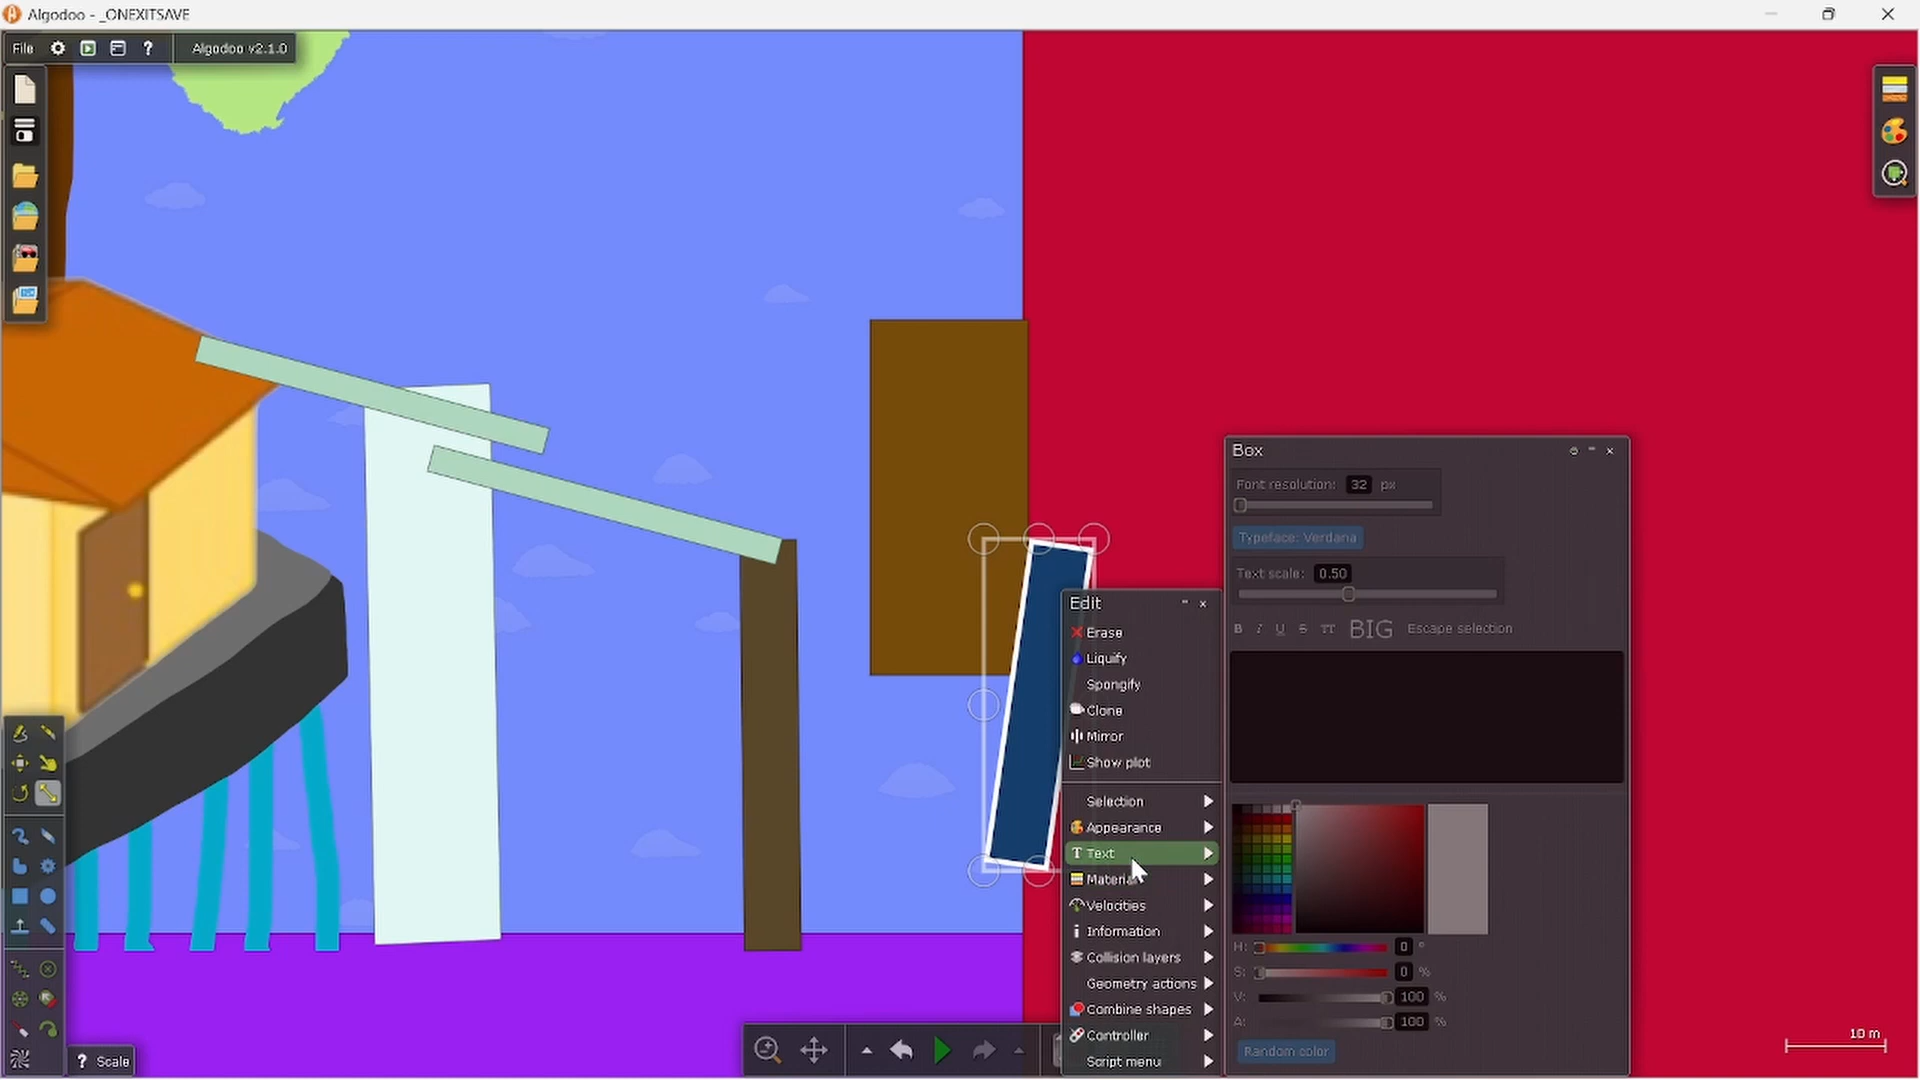 Algodoo - _ONEXITSAVE
File
?
Algodoo v2.1.0
Box
Font resolution: 32 px
Typeface: Verdana
Text scale: 0.50
B I U S TT BIG Escape selection
Edit
Erase
Liquify
Spongify
Clone
Mirror
Show plot
Selection
Appearance
Text
Material
Velocities
Information
Collision layers
Geometry actions
Combine shapes
Controller
Script menu
H: 0 °
S: 0 %
V: 100 %
A: 100 %
Random color
10 m
? Scale